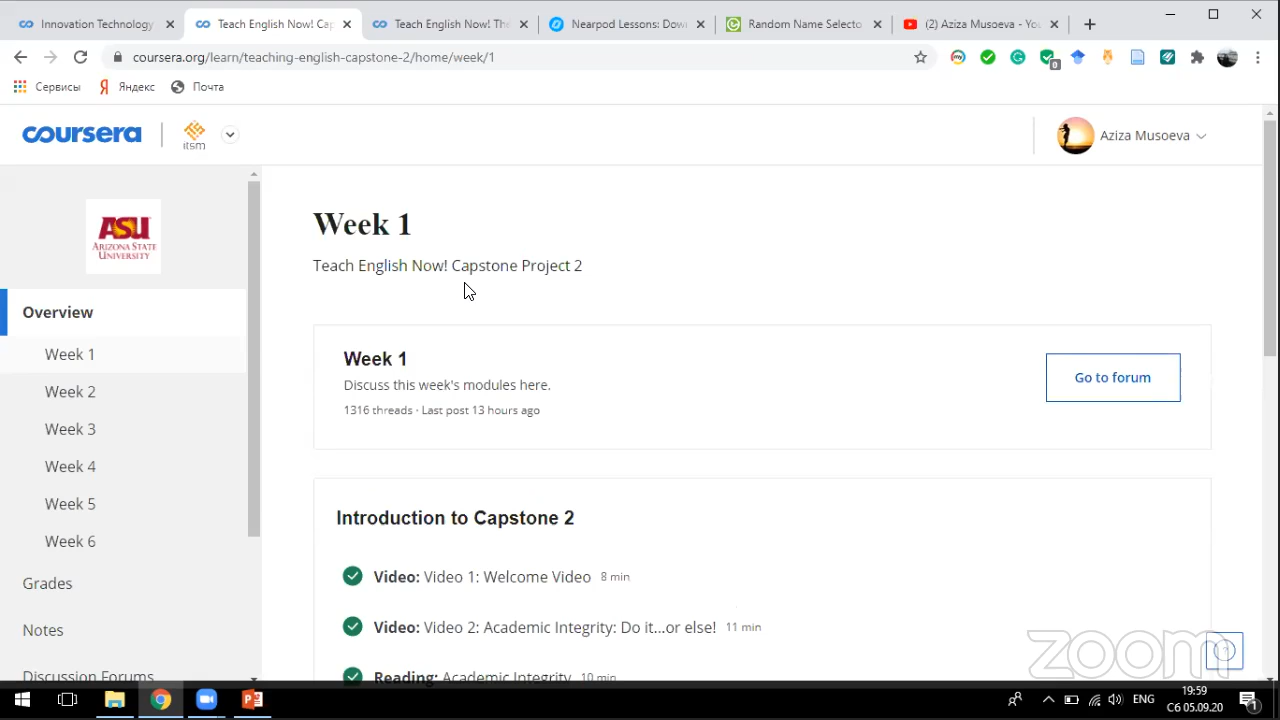 Innovation Technology
Teach English Now! Cap
Teach English Now! Th
Nearpod Lessons: Dow
Random Name Selecto
(2) Aziza Musoeva - Yo
coursera.org/learn/teaching-english-capstone-2/home/week/1
0
Сервисы
Яндекс
Почта
coursera
itsm
Aziza Musoeva
ASU
ARIZONA STATE
UNIVERSITY
Overview
Week 1
Week 2
Week 3
Week 4
Week 5
Week 6
Grades
Notes
Discussion Forums
Week 1
Teach English Now! Capstone Project 2
Week 1
Discuss this week's modules here.
1316 threads · Last post 13 hours ago
Go to forum
Introduction to Capstone 2
Video: Video 1: Welcome Video 8 min
Video: Video 2: Academic Integrity: Do it...or else! 11 min
Reading: Academic Integrity 10 min
zoom
ENG
19:59
Сб 05.09.20
1